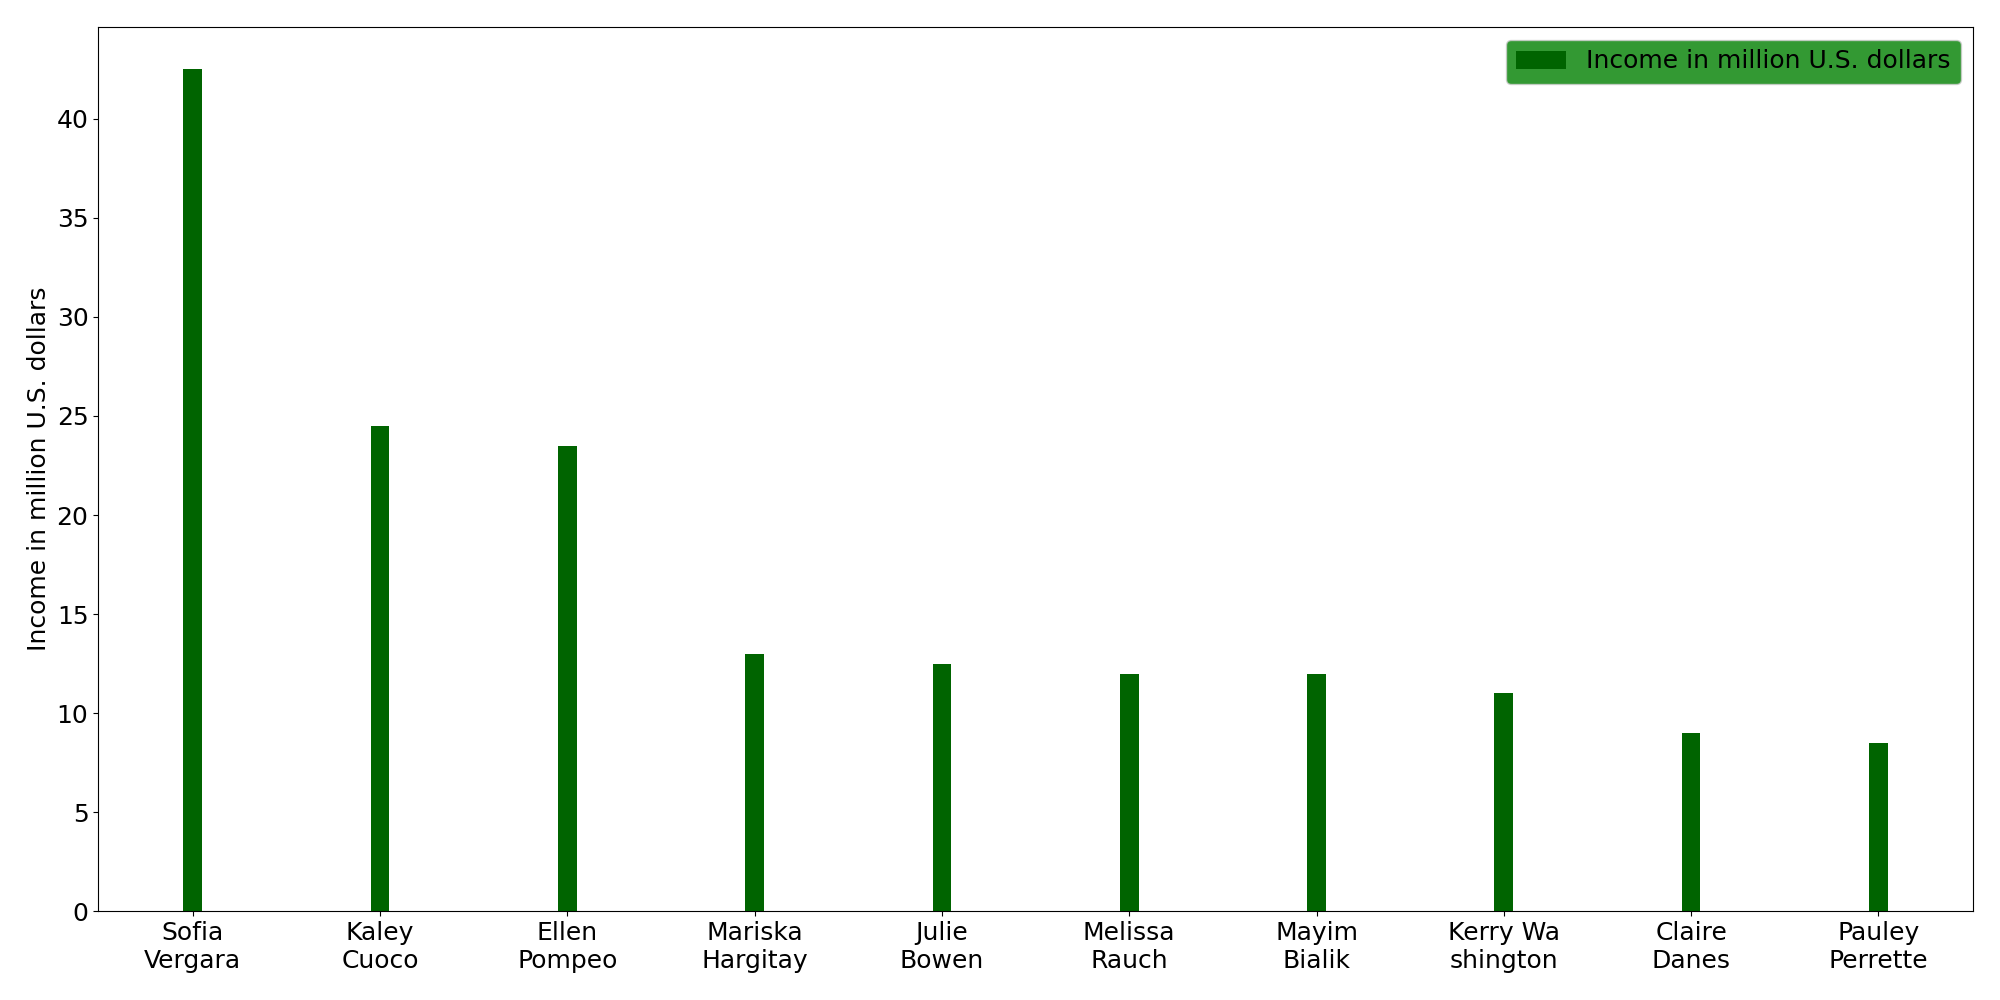 Income in million U.S. dollars
Income in million U.S. dollars
40
35
30
25
20
15
10
5
0
Sofia
Vergara
Kaley
Cuoco
Ellen
Pompeo
Mariska
Hargitay
Julie
Bowen
Melissa
Rauch
Mayim
Bialik
Kerry Wa
shington
Claire
Danes
Pauley
Perrette